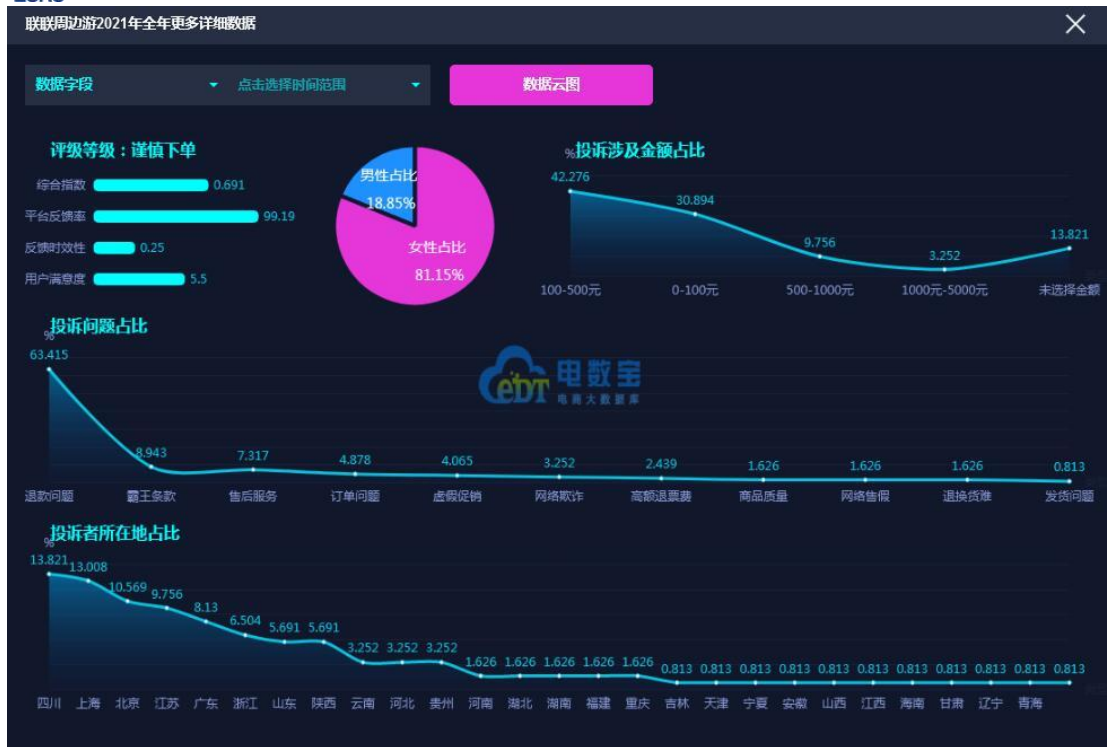 联联周边游2021年全年更多详细数据
数据字段 点击选择时间范围 数据云图
评级等级：谨慎下单
综合指数 0.691
平台反馈率 99.19
反馈时效性 0.25
用户满意度 5.5
男性占比
18.85%
女性占比
81.15%
%投诉涉及金额占比
42.276 30.894 9.756 3.252 13.821
100-500元 0-100元 500-1000元 1000元-5000元 未选择金额
%投诉问题占比
63.415 8.943 7.317 4.878 4.065 3.252 2.439 1.626 1.626 1.626 0.813
退款问题 霸王条款 售后服务 订单问题 虚假促销 网络欺诈 高额退票费 商品质量 网络售假 退换货难 发货问题
ebDT 电数宝
电商大数据库
%投诉者所在地占比
13.821 13.008 10.569 9.756 8.13 6.504 5.691 5.691 3.252 3.252 3.252 1.626 1.626 1.626 1.626 1.626 0.813 0.813 0.813 0.813 0.813 0.813 0.813 0.813 0.813 0.813
四川 上海 北京 江苏 广东 浙江 山东 陕西 云南 河北 贵州 河南 湖北 湖南 福建 重庆 吉林 天津 宁夏 安徽 山西 江西 海南 甘肃 辽宁 青海